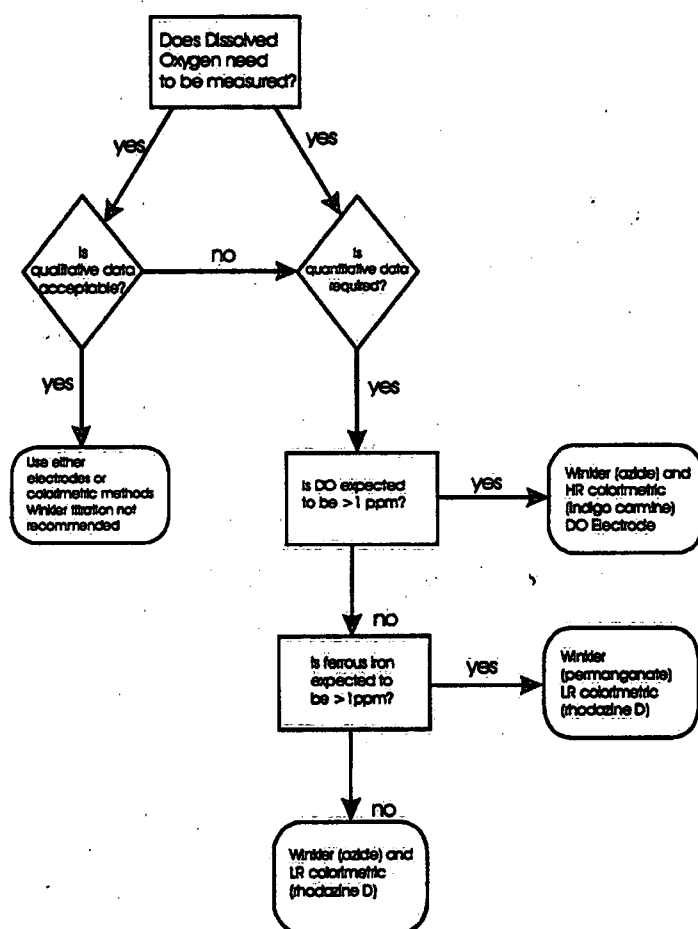 Does Dissolved
Oxygen need
to be measured?
yes
yes
Is
qualitative data
acceptable?
no
Is
quantitative data
required?
yes
yes
Use either
electrodes or
colorimetric methods
Winkler titration not
recommended
Is DO expected
to be >1 ppm?
yes
Winkler (azide) and
HR colorimetric
(indigo carmine)
DO Electrode
no
Is ferrous iron
expected to
be >1ppm?
yes
Winkler
(permanganate)
LR colorimetric
(rhodazine D)
no
Winkler (azide) and
LR colorimetric
(rhodazine D)